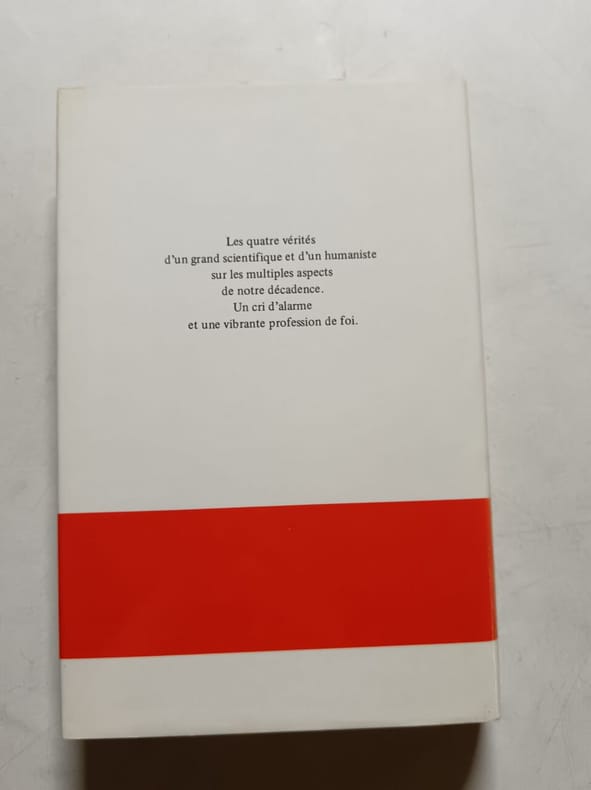 Les quatre vérités
d'un grand scientifique et d'un humaniste
sur les multiples aspects
de notre décadence.
Un cri d'alarme
et une vibrante profession de foi.